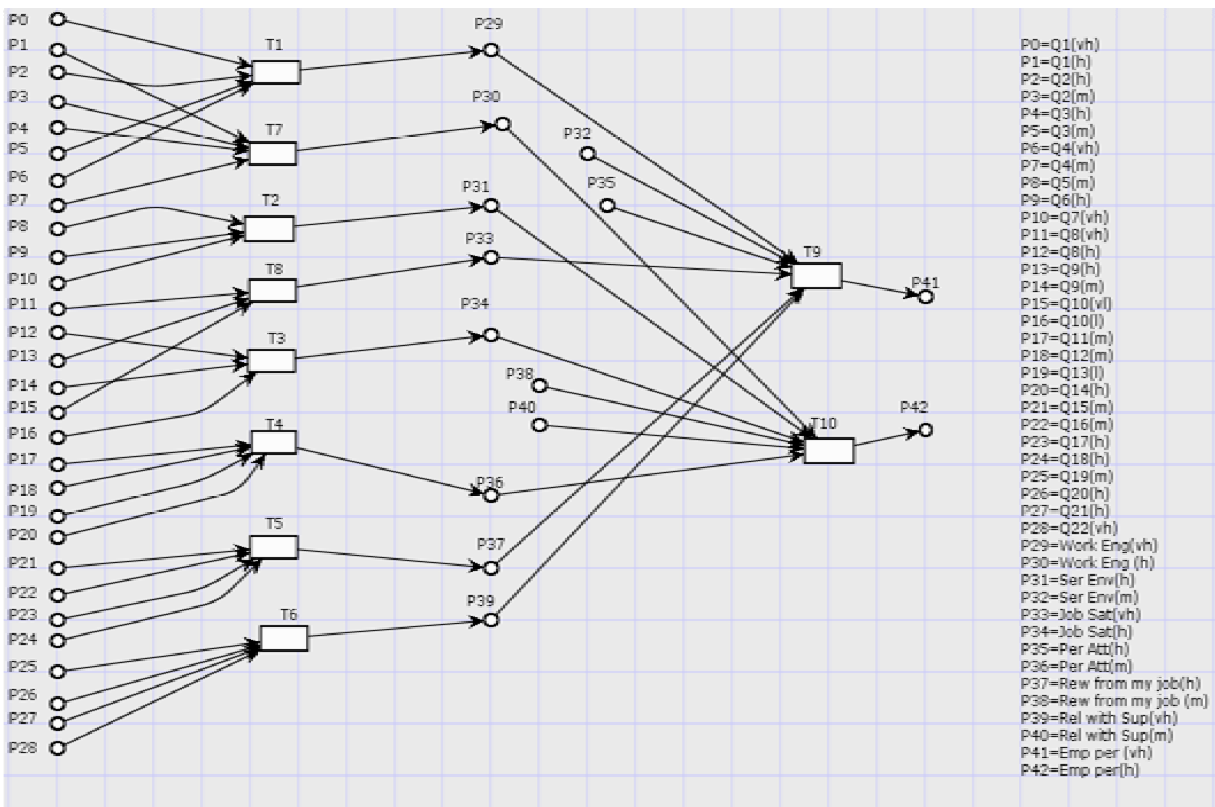 P0
P1
P2
P3
P4
P5
P6
P7
P8
P9
P10
P11
P12
P13
P14
P15
P16
P17
P18
P19
P20
P21
P22
P23
P24
P25
P26
P27
P28
T1
T7
T2
T8
T3
T4
T5
T6
P29
P30
P31
P33
P34
P36
P37
P39
P32
P35
P38
P40
T9
T10
P41
P42
P0=Q1(vh)
P1=Q1(h)
P2=Q2(h)
P3=Q2(m)
P4=Q3(h)
P5=Q3(m)
P6=Q4(vh)
P7=Q4(m)
P8=Q5(m)
P9=Q6(h)
P10=Q7(vh)
P11=Q8(vh)
P12=Q8(h)
P13=Q9(h)
P14=Q9(m)
P15=Q10(vl)
P16=Q10(l)
P17=Q11(m)
P18=Q12(m)
P19=Q13(l)
P20=Q14(h)
P21=Q15(m)
P22=Q16(m)
P23=Q17(h)
P24=Q18(h)
P25=Q19(m)
P26=Q20(h)
P27=Q21(h)
P28=Q22(vh)
P29=Work Eng(vh)
P30=Work Eng (h)
P31=Ser Env(h)
P32=Ser Env(m)
P33=Job Sat(vh)
P34=Job Sat(h)
P35=Per Att(h)
P36=Per Att(m)
P37=Rew from my job(h)
P38=Rew from my job (m)
P39=Rel with Sup(vh)
P40=Rel with Sup(m)
P41=Emp per (vh)
P42=Emp per(h)